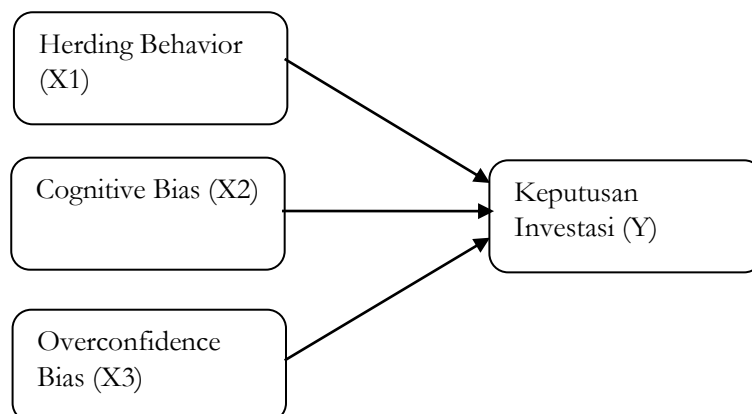 Herding Behavior
(X1)
Cognitive Bias (X2)
Keputusan
Investasi (Y)
Overconfidence
Bias (X3)